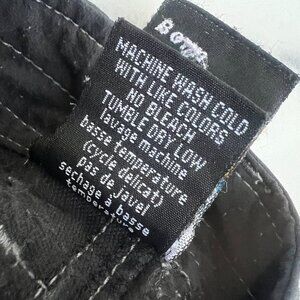 MACHINE WASH COLD
WITH LIKE COLORS
NO BLEACH
TUMBLE DRY LOW
lavage machine
basse temperature
(cycle delicat)
pas de javel
sechage a basse
temperature